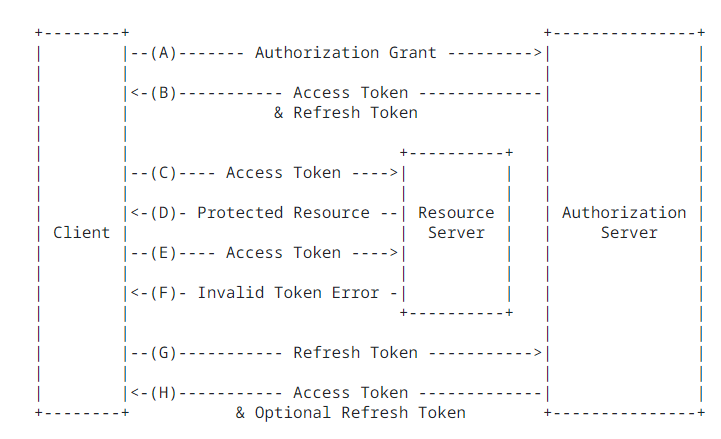 +--------+                                           +---------------+
|        |--(A)------- Authorization Grant --------->|               |
|        |                                           |               |
|        |<-(B)----------- Access Token -------------|               |
|        |               & Refresh Token             |               |
|        |                                           |               |
|        |                            +----------+   |               |
|        |--(C)---- Access Token ---->|          |   |               |
|        |                            |          |   |               |
|        |<-(D)- Protected Resource --| Resource |   | Authorization |
| Client |                            |  Server  |   |     Server    |
|        |--(E)---- Access Token ---->|          |   |               |
|        |                            |          |   |               |
|        |<-(F)- Invalid Token Error -|          |   |               |
|        |                            +----------+   |               |
|        |                                           |               |
|        |--(G)----------- Refresh Token ----------->|               |
|        |                                           |               |
|        |<-(H)----------- Access Token -------------|               |
+--------+           & Optional Refresh Token        +---------------+